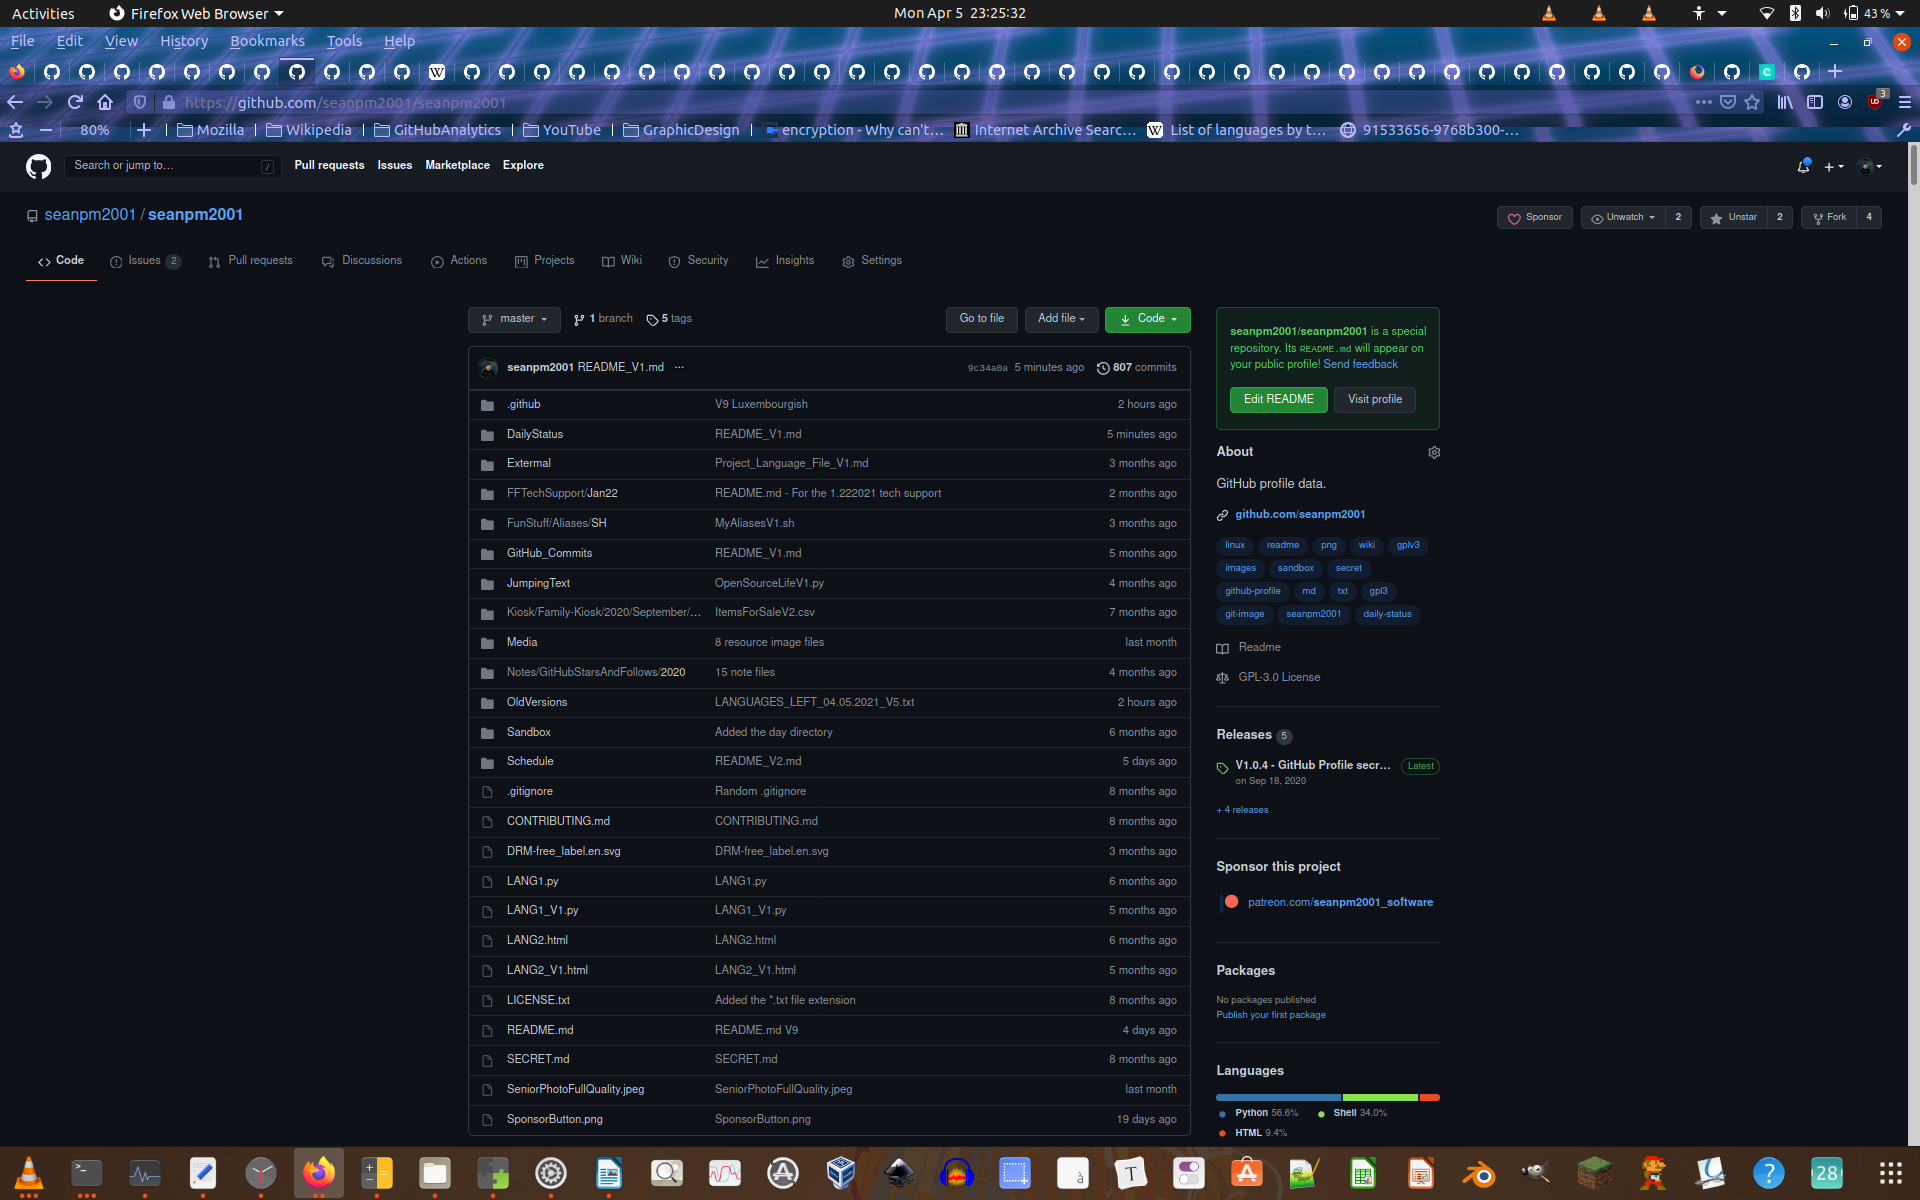 Activities
Firefox Web Browser
Mon Apr 5 23:25:32
43 %
File Edit View History Bookmarks Tools Help
https://github.com/seanpm2001/seanpm2001
3
80%
Mozilla
Wikipedia
GitHubAnalytics
YouTube
GraphicDesign
encryption - Why can't…
Internet Archive Searc…
List of languages by t…
91533656-9768b300-…
Search or jump to…
/
Pull requests Issues Marketplace Explore
seanpm2001 / seanpm2001
Sponsor
Unwatch 2
Unstar 2
Fork 4
Code
Issues 2
Pull requests
Discussions
Actions
Projects
Wiki
Security
Insights
Settings
master
1 branch
5 tags
Go to file
Add file
Code
seanpm2001 README_V1.md ...
9c34a0a 5 minutes ago 807 commits
.github V9 Luxembourgish 2 hours ago
DailyStatus README_V1.md 5 minutes ago
Extermal Project_Language_File_V1.md 3 months ago
FFTechSupport/Jan22 README.md - For the 1.222021 tech support 2 months ago
FunStuff/Aliases/SH MyAliasesV1.sh 3 months ago
GitHub_Commits README_V1.md 5 months ago
JumpingText OpenSourceLifeV1.py 4 months ago
Kiosk/Family-Kiosk/2020/September/… ItemsForSaleV2.csv 7 months ago
Media 8 resource image files last month
Notes/GitHubStarsAndFollows/2020 15 note files 4 months ago
OldVersions LANGUAGES_LEFT_04.05.2021_V5.txt 2 hours ago
Sandbox Added the day directory 6 months ago
Schedule README_V2.md 5 days ago
.gitignore Random .gitignore 8 months ago
CONTRIBUTING.md CONTRIBUTING.md 8 months ago
DRM-free_label.en.svg DRM-free_label.en.svg 3 months ago
LANG1.py LANG1.py 6 months ago
LANG1_V1.py LANG1_V1.py 5 months ago
LANG2.html LANG2.html 6 months ago
LANG2_V1.html LANG2_V1.html 5 months ago
LICENSE.txt Added the *.txt file extension 8 months ago
README.md README.md V9 4 days ago
SECRET.md SECRET.md 8 months ago
SeniorPhotoFullQuality.jpeg SeniorPhotoFullQuality.jpeg last month
SponsorButton.png SponsorButton.png 19 days ago
seanpm2001/seanpm2001 is a special
repository. Its README.md will appear on
your public profile! Send feedback
Edit README
Visit profile
About
GitHub profile data.
github.com/seanpm2001
linux readme png wiki gplv3
images sandbox secret
github-profile md txt gpl3
git-image seanpm2001 daily-status
Readme
GPL-3.0 License
Releases 5
V1.0.4 - GitHub Profile secr... Latest
on Sep 18, 2020
+ 4 releases
Sponsor this project
patreon.com/seanpm2001_software
Packages
No packages published
Publish your first package
Languages
Python 56.6% Shell 34.0%
HTML 9.4%
28